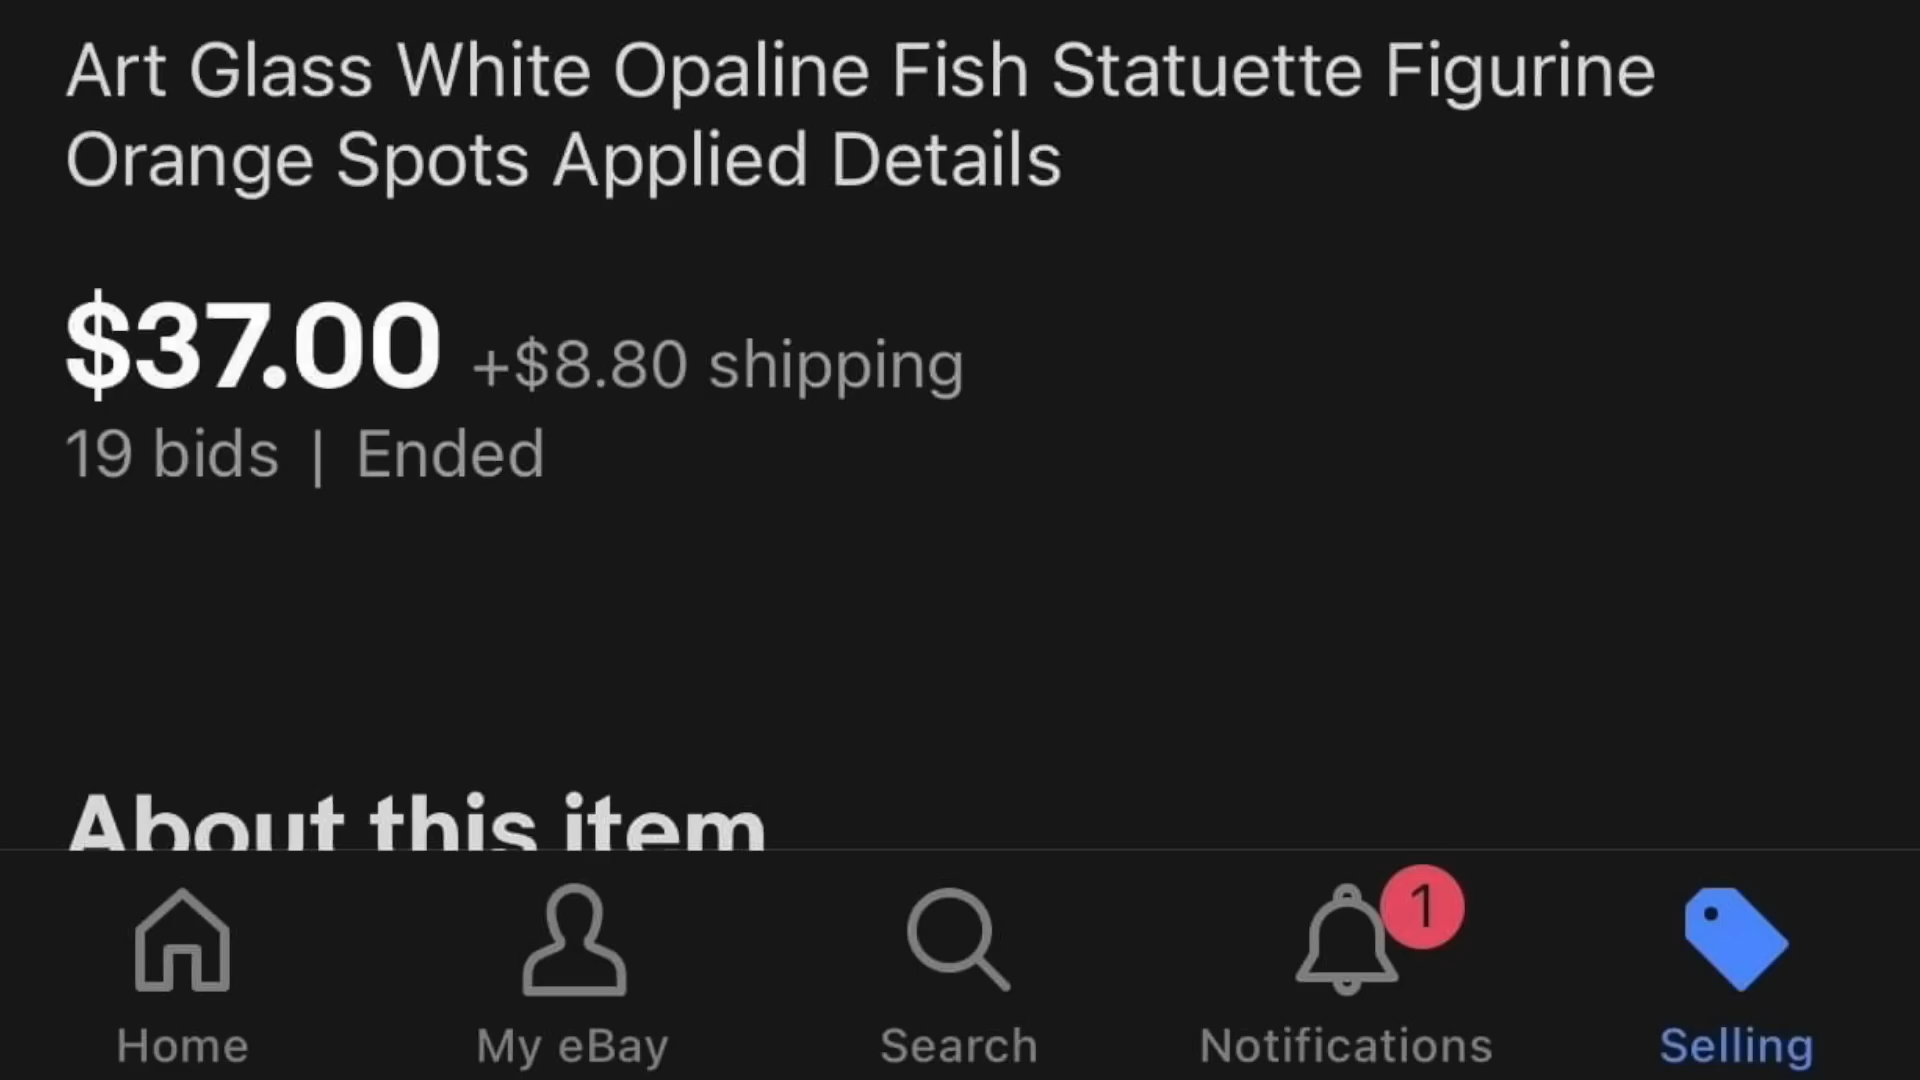 Art Glass White Opaline Fish Statuette Figurine
Orange Spots Applied Details
$37.00 +$8.80 shipping
19 bids | Ended
About this item
1
Home My eBay Search Notifications Selling